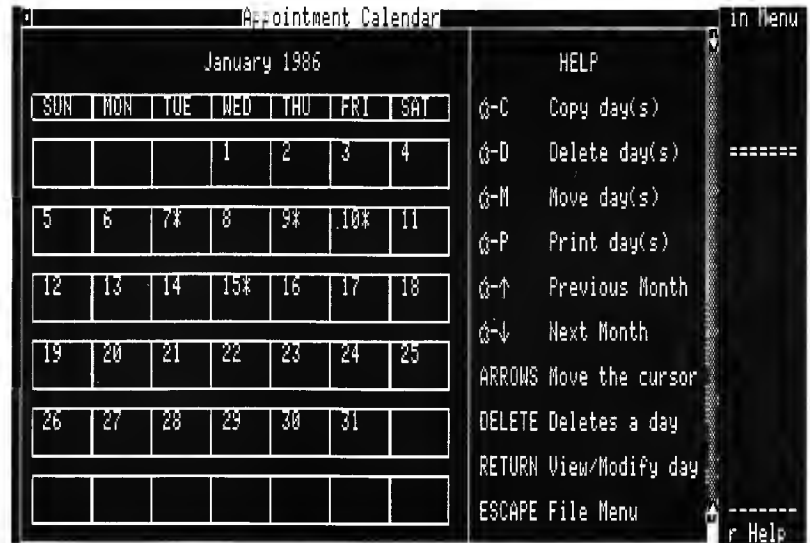 Appointment Calendar
in Menu
January 1986
SUN MON TUE WED THU FRI SAT
1 2 3 4
5 6 7* 8 9* 10* 11
12 13 14 15* 16 17 18
19 20 21 22 23 24 25
26 27 28 29 30 31
HELP
-C Copy day(s)
-D Delete day(s)
-M Move day(s)
-P Print day(s)
-↑ Previous Month
-↓ Next Month
ARROWS Move the cursor
DELETE Deletes a day
RETURN View/Modify day
ESCAPE File Menu
=======
-------
r Help